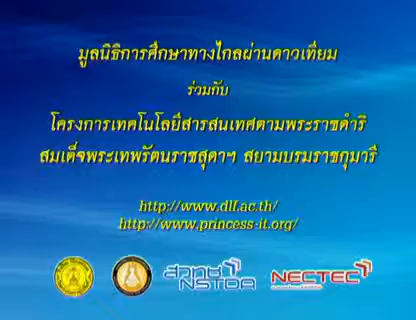 มูลนิธิการศึกษาทางไกลผ่านดาวเทียม
ร่วมกับ
โครงการเทคโนโลยีสารสนเทศตามพระราชดำริ
สมเด็จพระเทพรัตนราชสุดาฯ สยามบรมราชกุมารี
http://www.dlf.ac.th/
http://www.princess-it.org/
สวทช
NSTDA
NECTEC